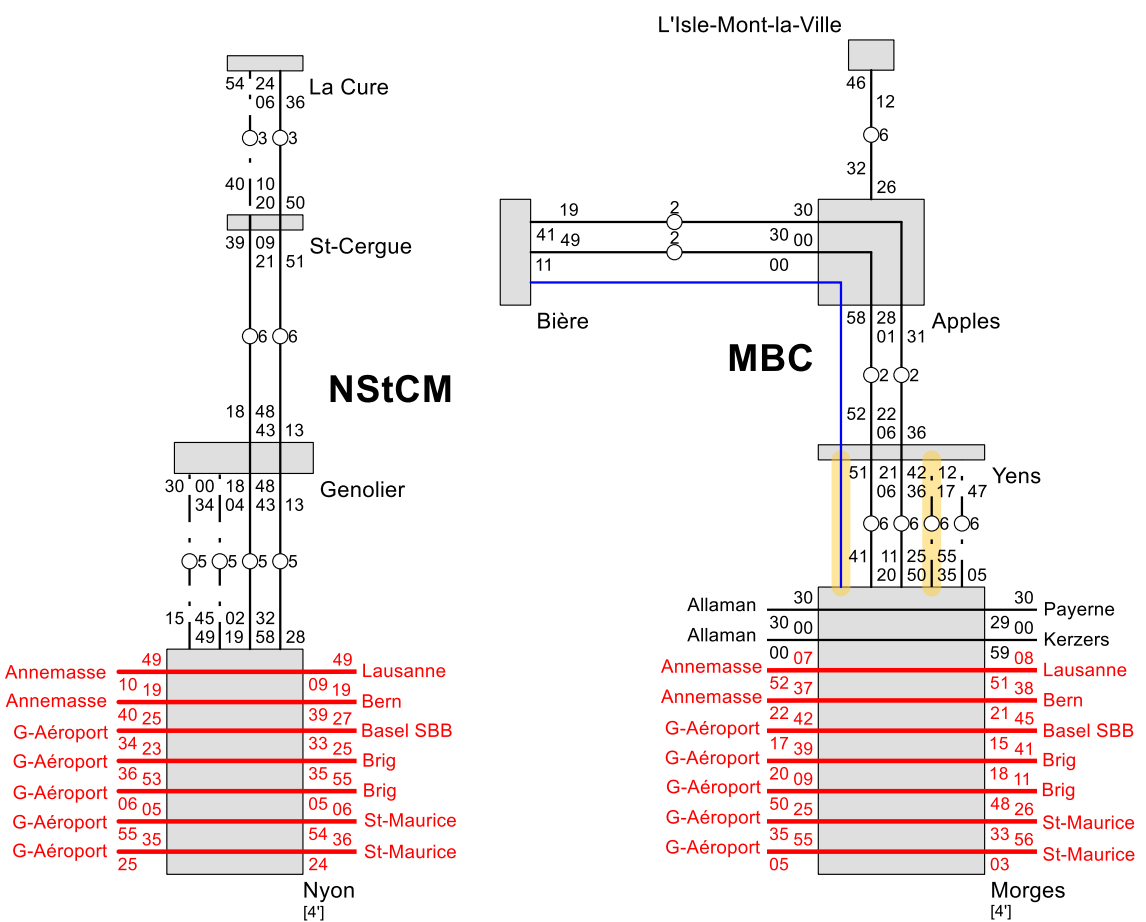 L'Isle-Mont-la-Ville
54 24
La Cure
06 36
3 3
40 10
20 50
39 09
St-Cergue
21 51
6 6
NStCM
18 48
43 13
30 00 18 48
Genolier
34 04 43 13
5 5 5 5
15 45 02 32
49 19 58 28
Annemasse 49 49 Lausanne
10 09
Annemasse 19 19 Bern
40 39
G-Aéroport 25 27 Basel SBB
34 33
G-Aéroport 23 25 Brig
36 35
G-Aéroport 53 55 Brig
06 05
G-Aéroport 05 06 St-Maurice
55 54
G-Aéroport 35 36 St-Maurice
25 24
Nyon
[4']
46
12
6
32
26
19 2 30
41 49 2 30 00
11 00
Bière
58 28
Apples
01 31
MBC
2 2
52 22
06 36
51 21 42 12
Yens
06 36 17 47
6 6 6 6
41 11 25 55
20 50 35 05
Allaman 30 30 Payerne
30 29
Allaman 00 00 Kerzers
00 59
Annemasse 07 08 Lausanne
52 51
Annemasse 37 38 Bern
22 21
G-Aéroport 42 45 Basel SBB
17 15
G-Aéroport 39 41 Brig
20 18
G-Aéroport 09 11 Brig
50 48
G-Aéroport 25 26 St-Maurice
35 33
G-Aéroport 55 56 St-Maurice
05 03
Morges
[4']